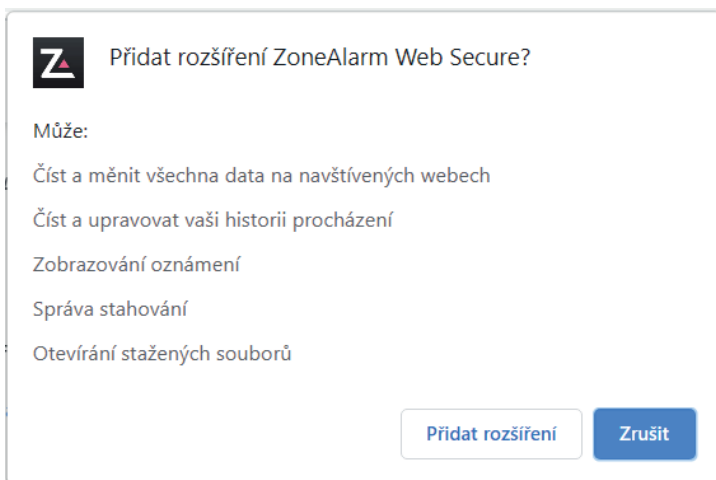 Přidat rozšíření ZoneAlarm Web Secure?
Může:
Číst a měnit všechna data na navštívených webech
Číst a upravovat vaši historii procházení
Zobrazování oznámení
Správa stahování
Otevírání stažených souborů
Přidat rozšíření
Zrušit